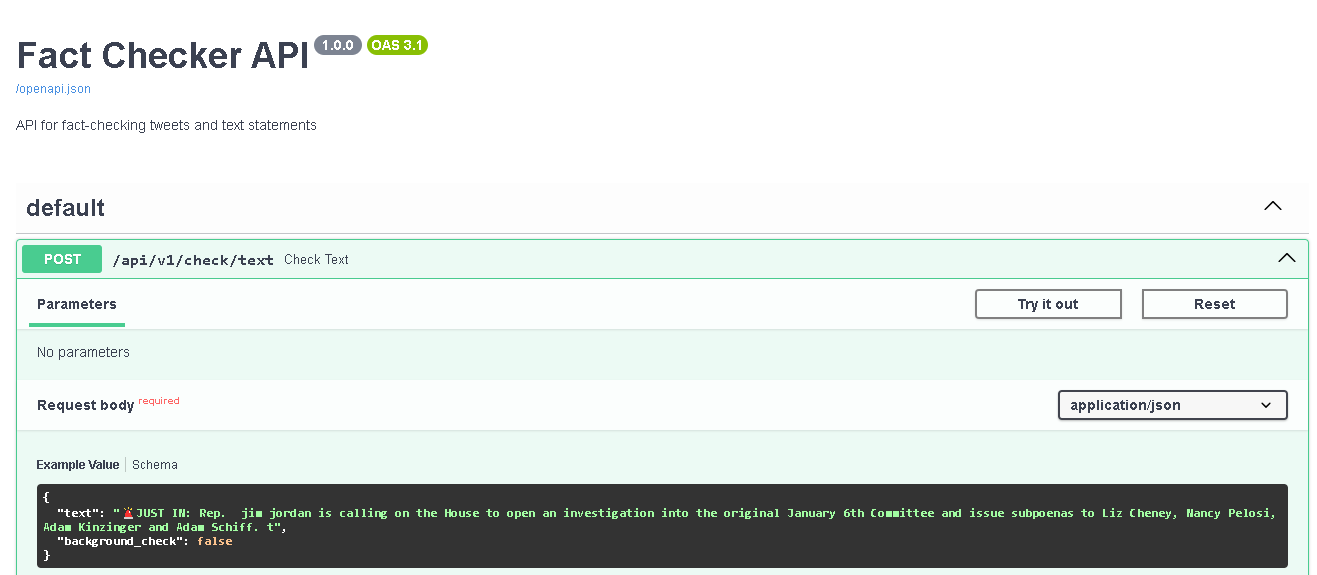 Fact Checker API 1.0.0 OAS 3.1
/openapi.json
API for fact-checking tweets and text statements
default
POST /api/v1/check/text Check Text
Parameters Try it out Reset
No parameters
Request body required application/json
Example Value Schema
{
"text": "🚨JUST IN: Rep.  jim jordan is calling on the House to open an investigation into the original January 6th Committee and issue subpoenas to Liz Cheney, Nancy Pelosi,
Adam Kinzinger and Adam Schiff. t",
"background_check": false
}